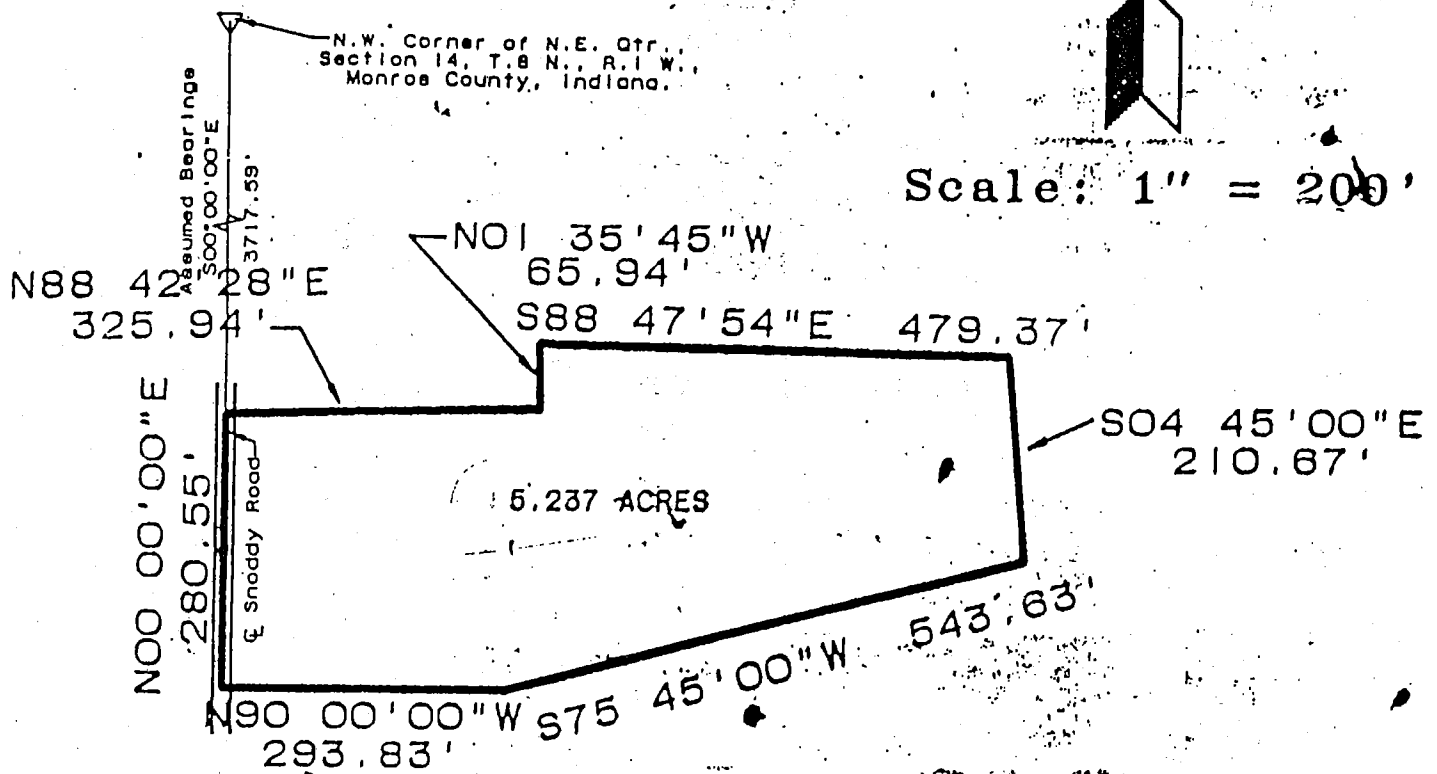 N.W. Corner of N.E. Qtr.,
Section 14, T.8 N., R.1 W.,
Monroe County, Indiana.
Assumed Bearings
S00°00'00"E
3717.59'
Scale: 1" = 200'
N01 35'45"W
65.94'
N88 42'28"E
325.94'
S88 47'54"E 479.37'
S04 45'00"E
210.67'
N00 00'00"E
280.55'
℄ Snoddy Road
5.237 ACRES
S75 45'00"W 543.63'
N90 00'00"W
293.83'